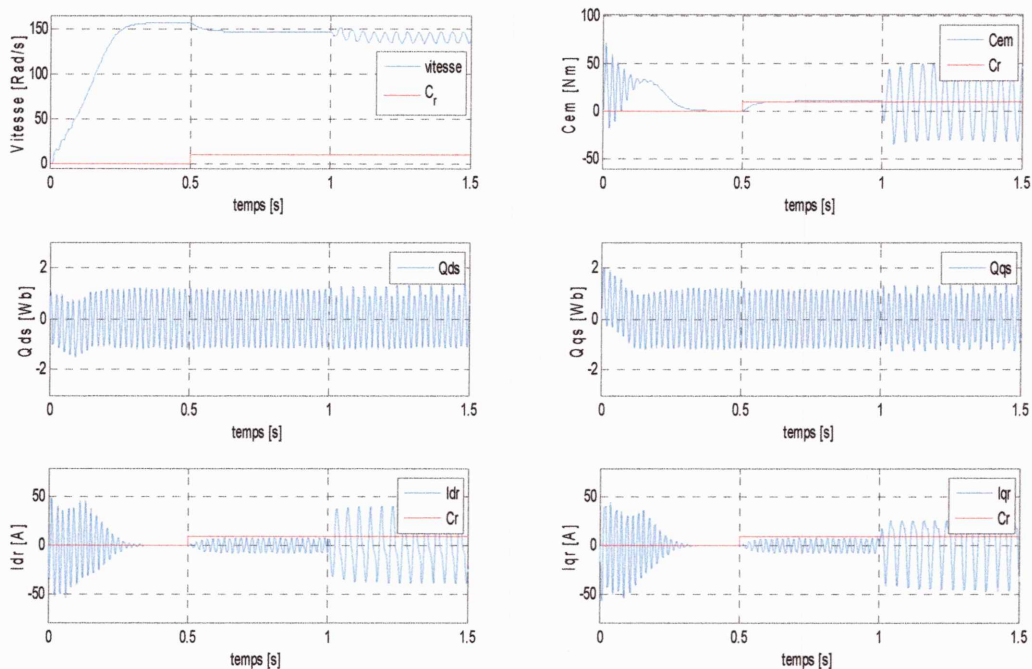 Vitesse [Rad/s]
150
100
50
0
vitesse
Cr
0
0.5
1
1.5
temps [s]
Cem [Nm]
100
50
0
-50
Cem
Cr
0
0.5
1
1.5
temps [s]
Qds [Wb]
2
0
-2
Qds
0
0.5
1
1.5
temps [s]
Qqs [Wb]
2
0
-2
Qqs
0
0.5
1
1.5
temps [s]
Idr [A]
50
0
-50
Idr
Cr
0
0.5
1
1.5
temps [s]
Iqr [A]
50
0
-50
Iqr
Cr
0
0.5
1
1.5
temps [s]